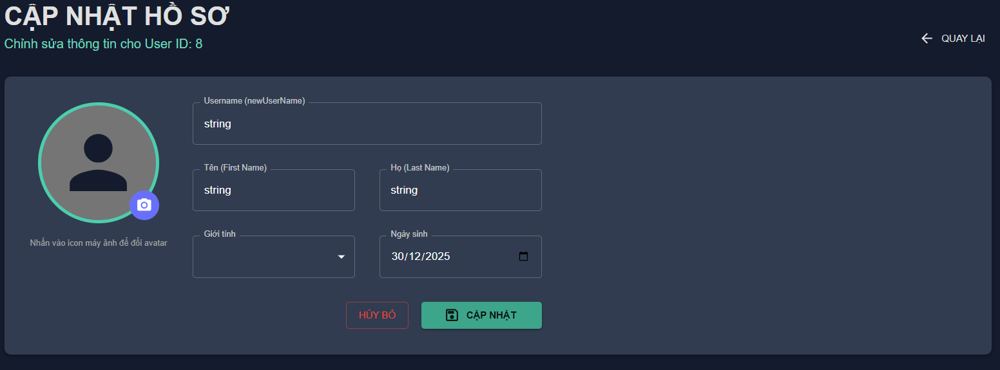 CẬP NHẬT HỒ SƠ
Chỉnh sửa thông tin cho User ID: 8
QUAY LẠI
Username (newUserName)
string
Tên (First Name)
Họ (Last Name)
string
string
Nhấn vào icon máy ảnh để đổi avatar
Giới tính
Ngày sinh
30/12/2025
HỦY BỎ
CẬP NHẬT